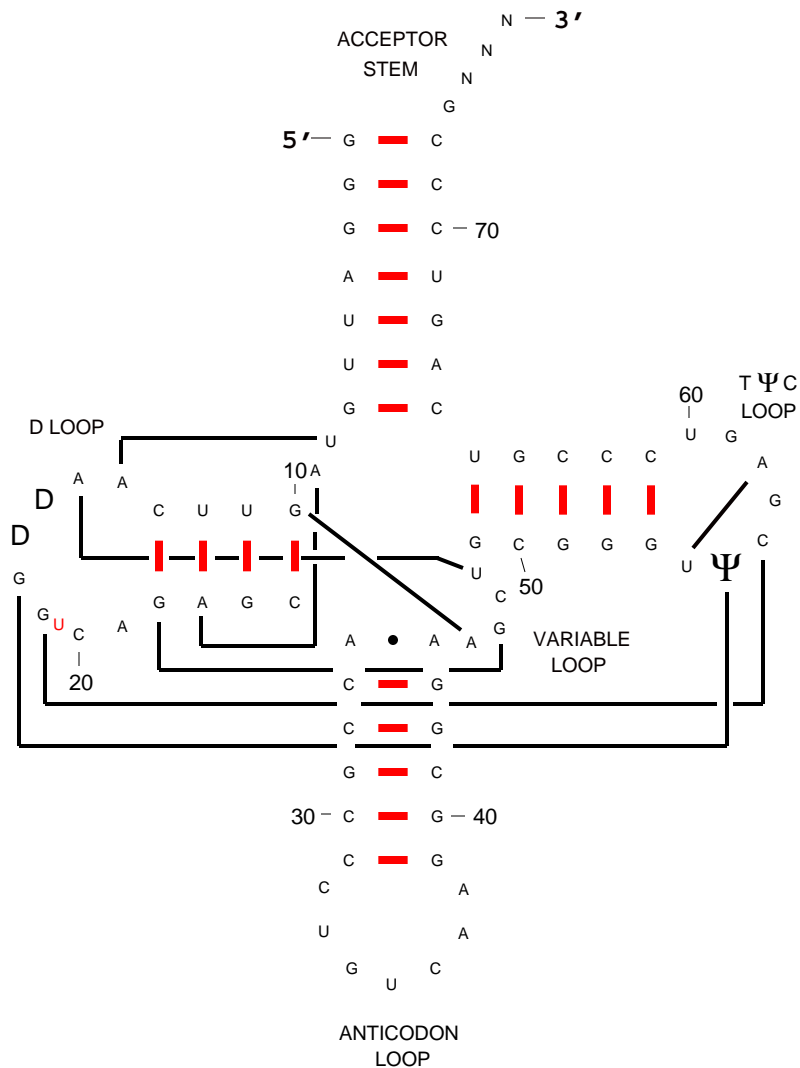 N — 3’
ACCEPTOR
STEM
N
N
G
5’ — G C
G C
G C — 70
A U
U G
U A
G C
60
T Ψ C
LOOP
D LOOP
U
U G C C C
U G
A
10
A
A A
D
C U U G
G
D
G C G G G
U Ψ
C
U
50
G
G U C A G A G C
C
G
20
A • A A
VARIABLE
LOOP
C G
C G
G C
30 — C G — 40
C G
C A
U A
G U C
ANTICODON
LOOP